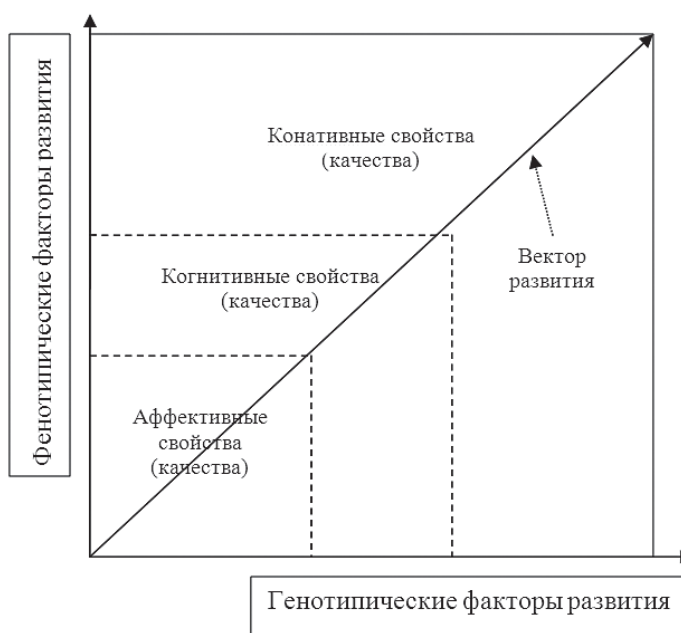 Фенотипические факторы развития
Конативные свойства
(качества)
Когнитивные свойства
(качества)
Вектор
развития
Аффективные
свойства
(качества)
Генотипические факторы развития